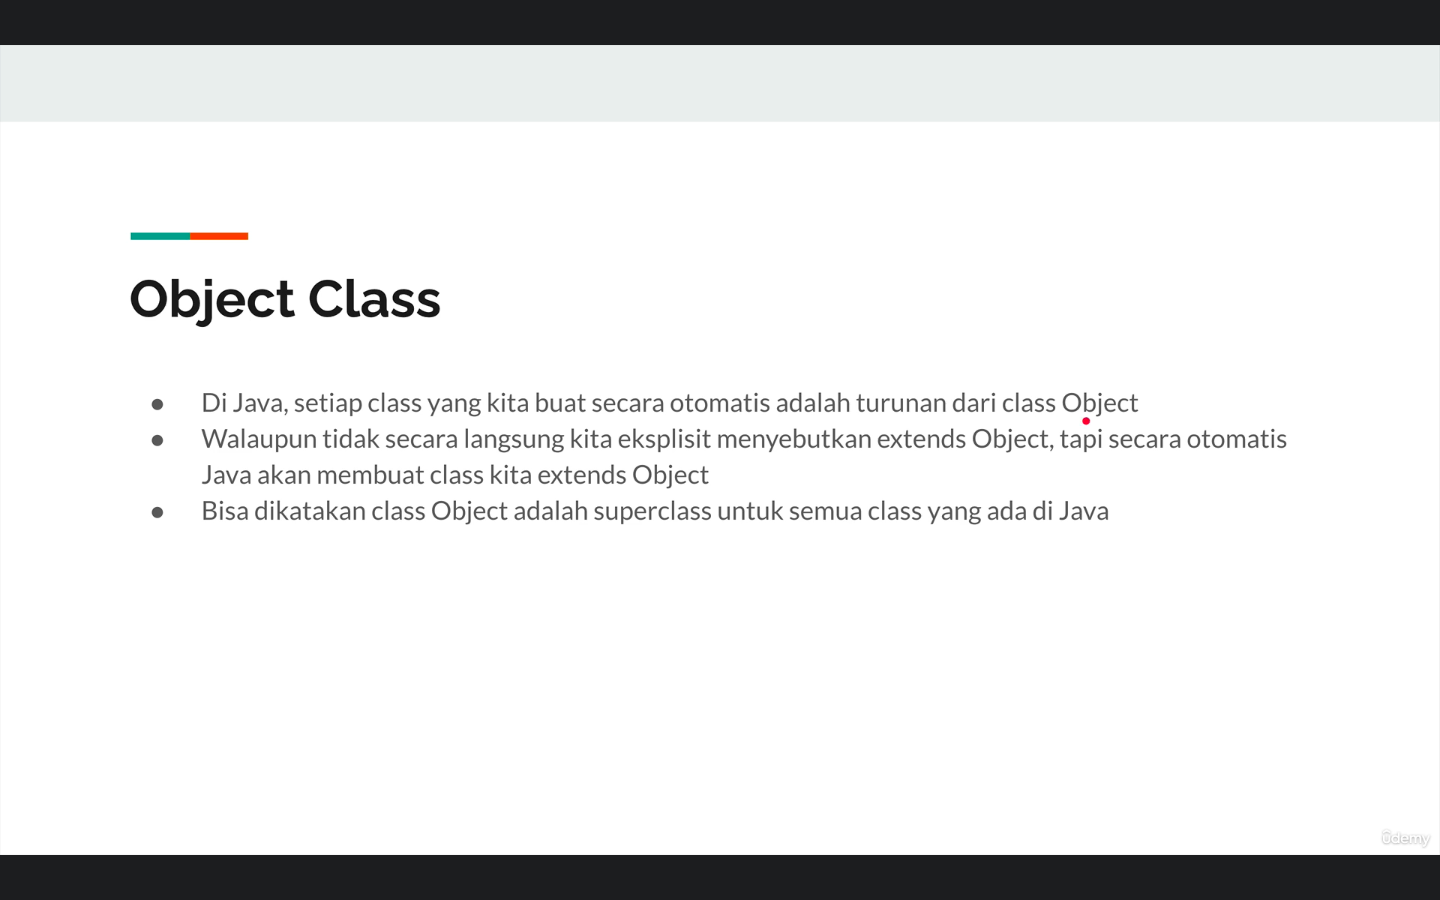 Object Class
● Di Java, setiap class yang kita buat secara otomatis adalah turunan dari class Object
● Walaupun tidak secara langsung kita eksplisit menyebutkan extends Object, tapi secara otomatis
Java akan membuat class kita extends Object
● Bisa dikatakan class Object adalah superclass untuk semua class yang ada di Java
ûdemy